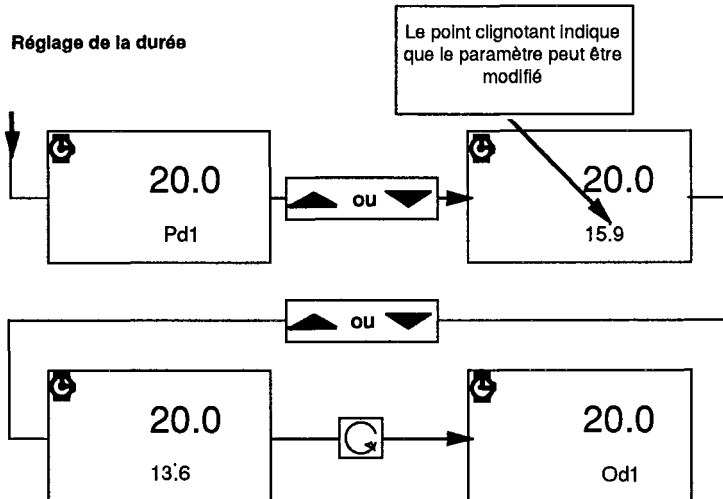 Réglage de la durée
Le point clignotant indique
que le paramètre peut être
modifié
20.0
Pd1
ou
20.0
15.9
ou
20.0
13.6
20.0
Od1